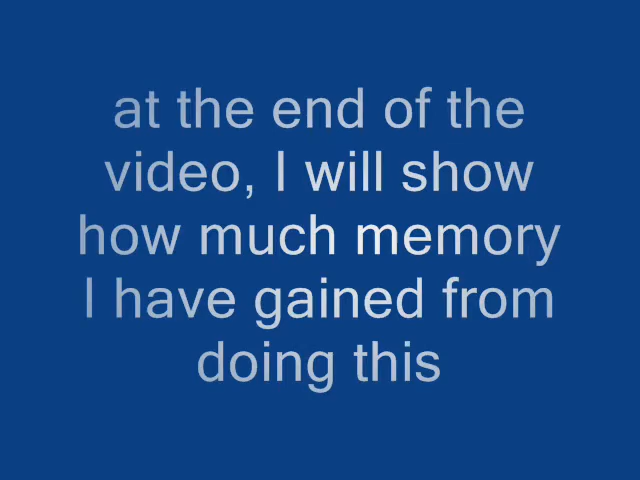 at the end of the
video, I will show
how much memory
I have gained from
doing this